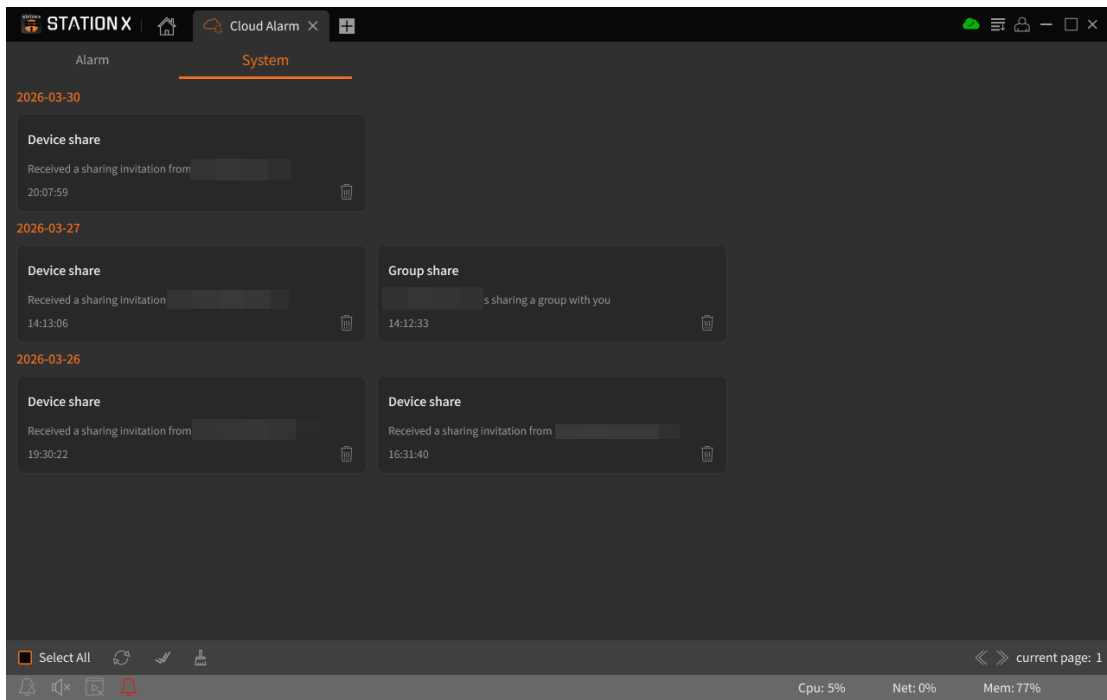 STATION X
Cloud Alarm
Alarm
System
2026-03-30
Device share
Received a sharing invitation from
20:07:59
2026-03-27
Device share
Received a sharing invitation
14:13:06
Group share
s sharing a group with you
14:12:33
2026-03-26
Device share
Received a sharing invitation from
19:30:22
Device share
Received a sharing invitation from
16:31:40
Select All
current page: 1
Cpu: 5%
Net: 0%
Mem: 77%